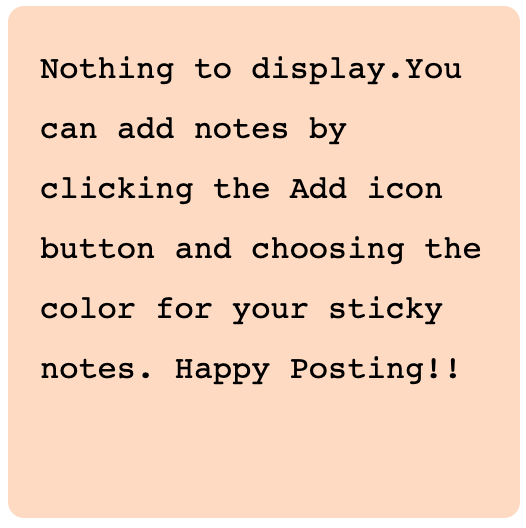 Nothing to display.You
can add notes by
clicking the Add icon
button and choosing the
color for your sticky
notes. Happy Posting!!